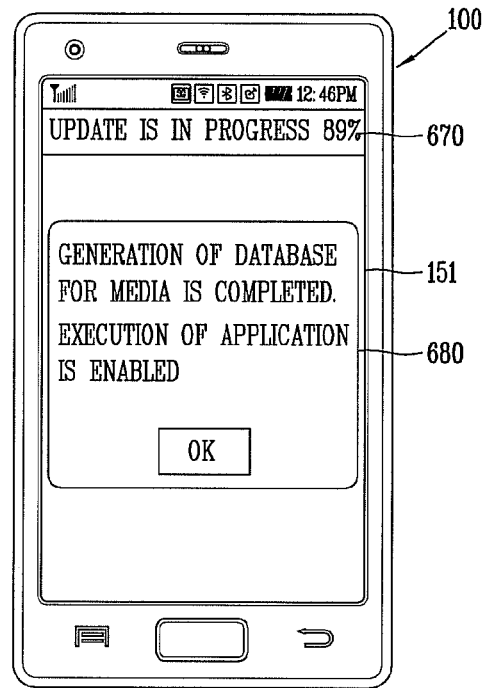 100
12:46PM
UPDATE IS IN PROGRESS 89%
670
GENERATION OF DATABASE
FOR MEDIA IS COMPLETED.
151
EXECUTION OF APPLICATION
680
IS ENABLED
OK